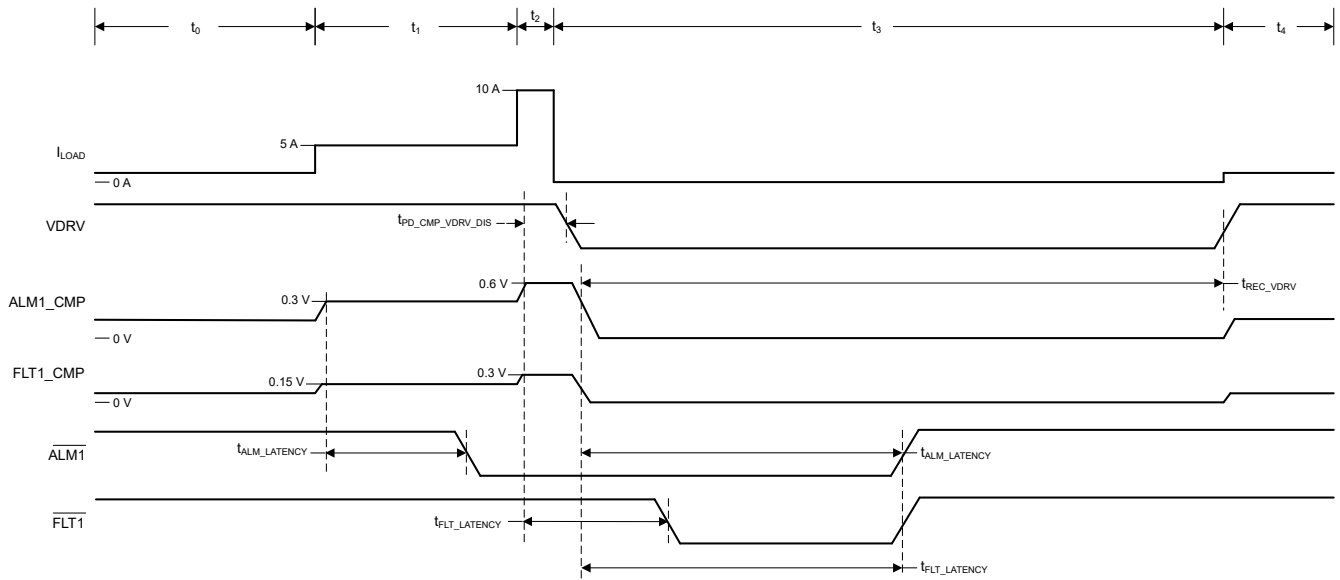 t0 t1 t2 t3 t4
10 A
5 A
ILOAD
0 A
VDRV
tPD_CMP_VDRV_DIS
0.6 V
tREC_VDRV
0.3 V
ALM1_CMP
0 V
FLT1_CMP
0.3 V
0.15 V
0 V
ALM1
tALM_LATENCY
tALM_LATENCY
FLT1
tFLT_LATENCY
tFLT_LATENCY